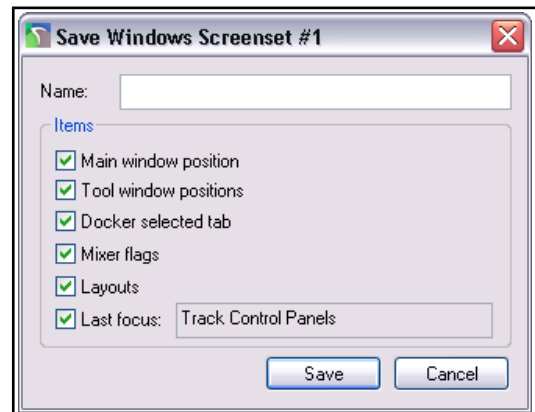 Save Windows Screenset #1
Name:
Items
Main window position
Tool window positions
Docker selected tab
Mixer flags
Layouts
Last focus: Track Control Panels
Save Cancel